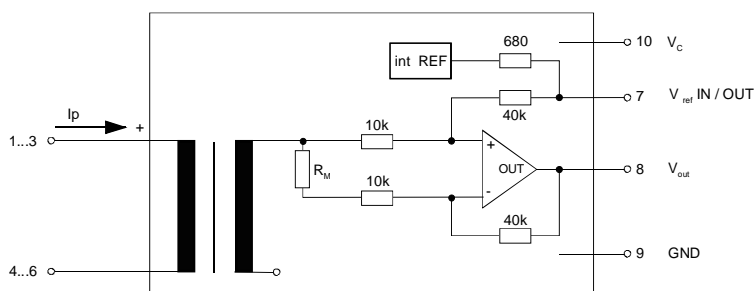 680
10 V_C
int REF
Ip
7 V_ref IN / OUT
+
40k
1...3
10k
+
OUT
8 V_out
R_M
10k
-
40k
9 GND
4...6